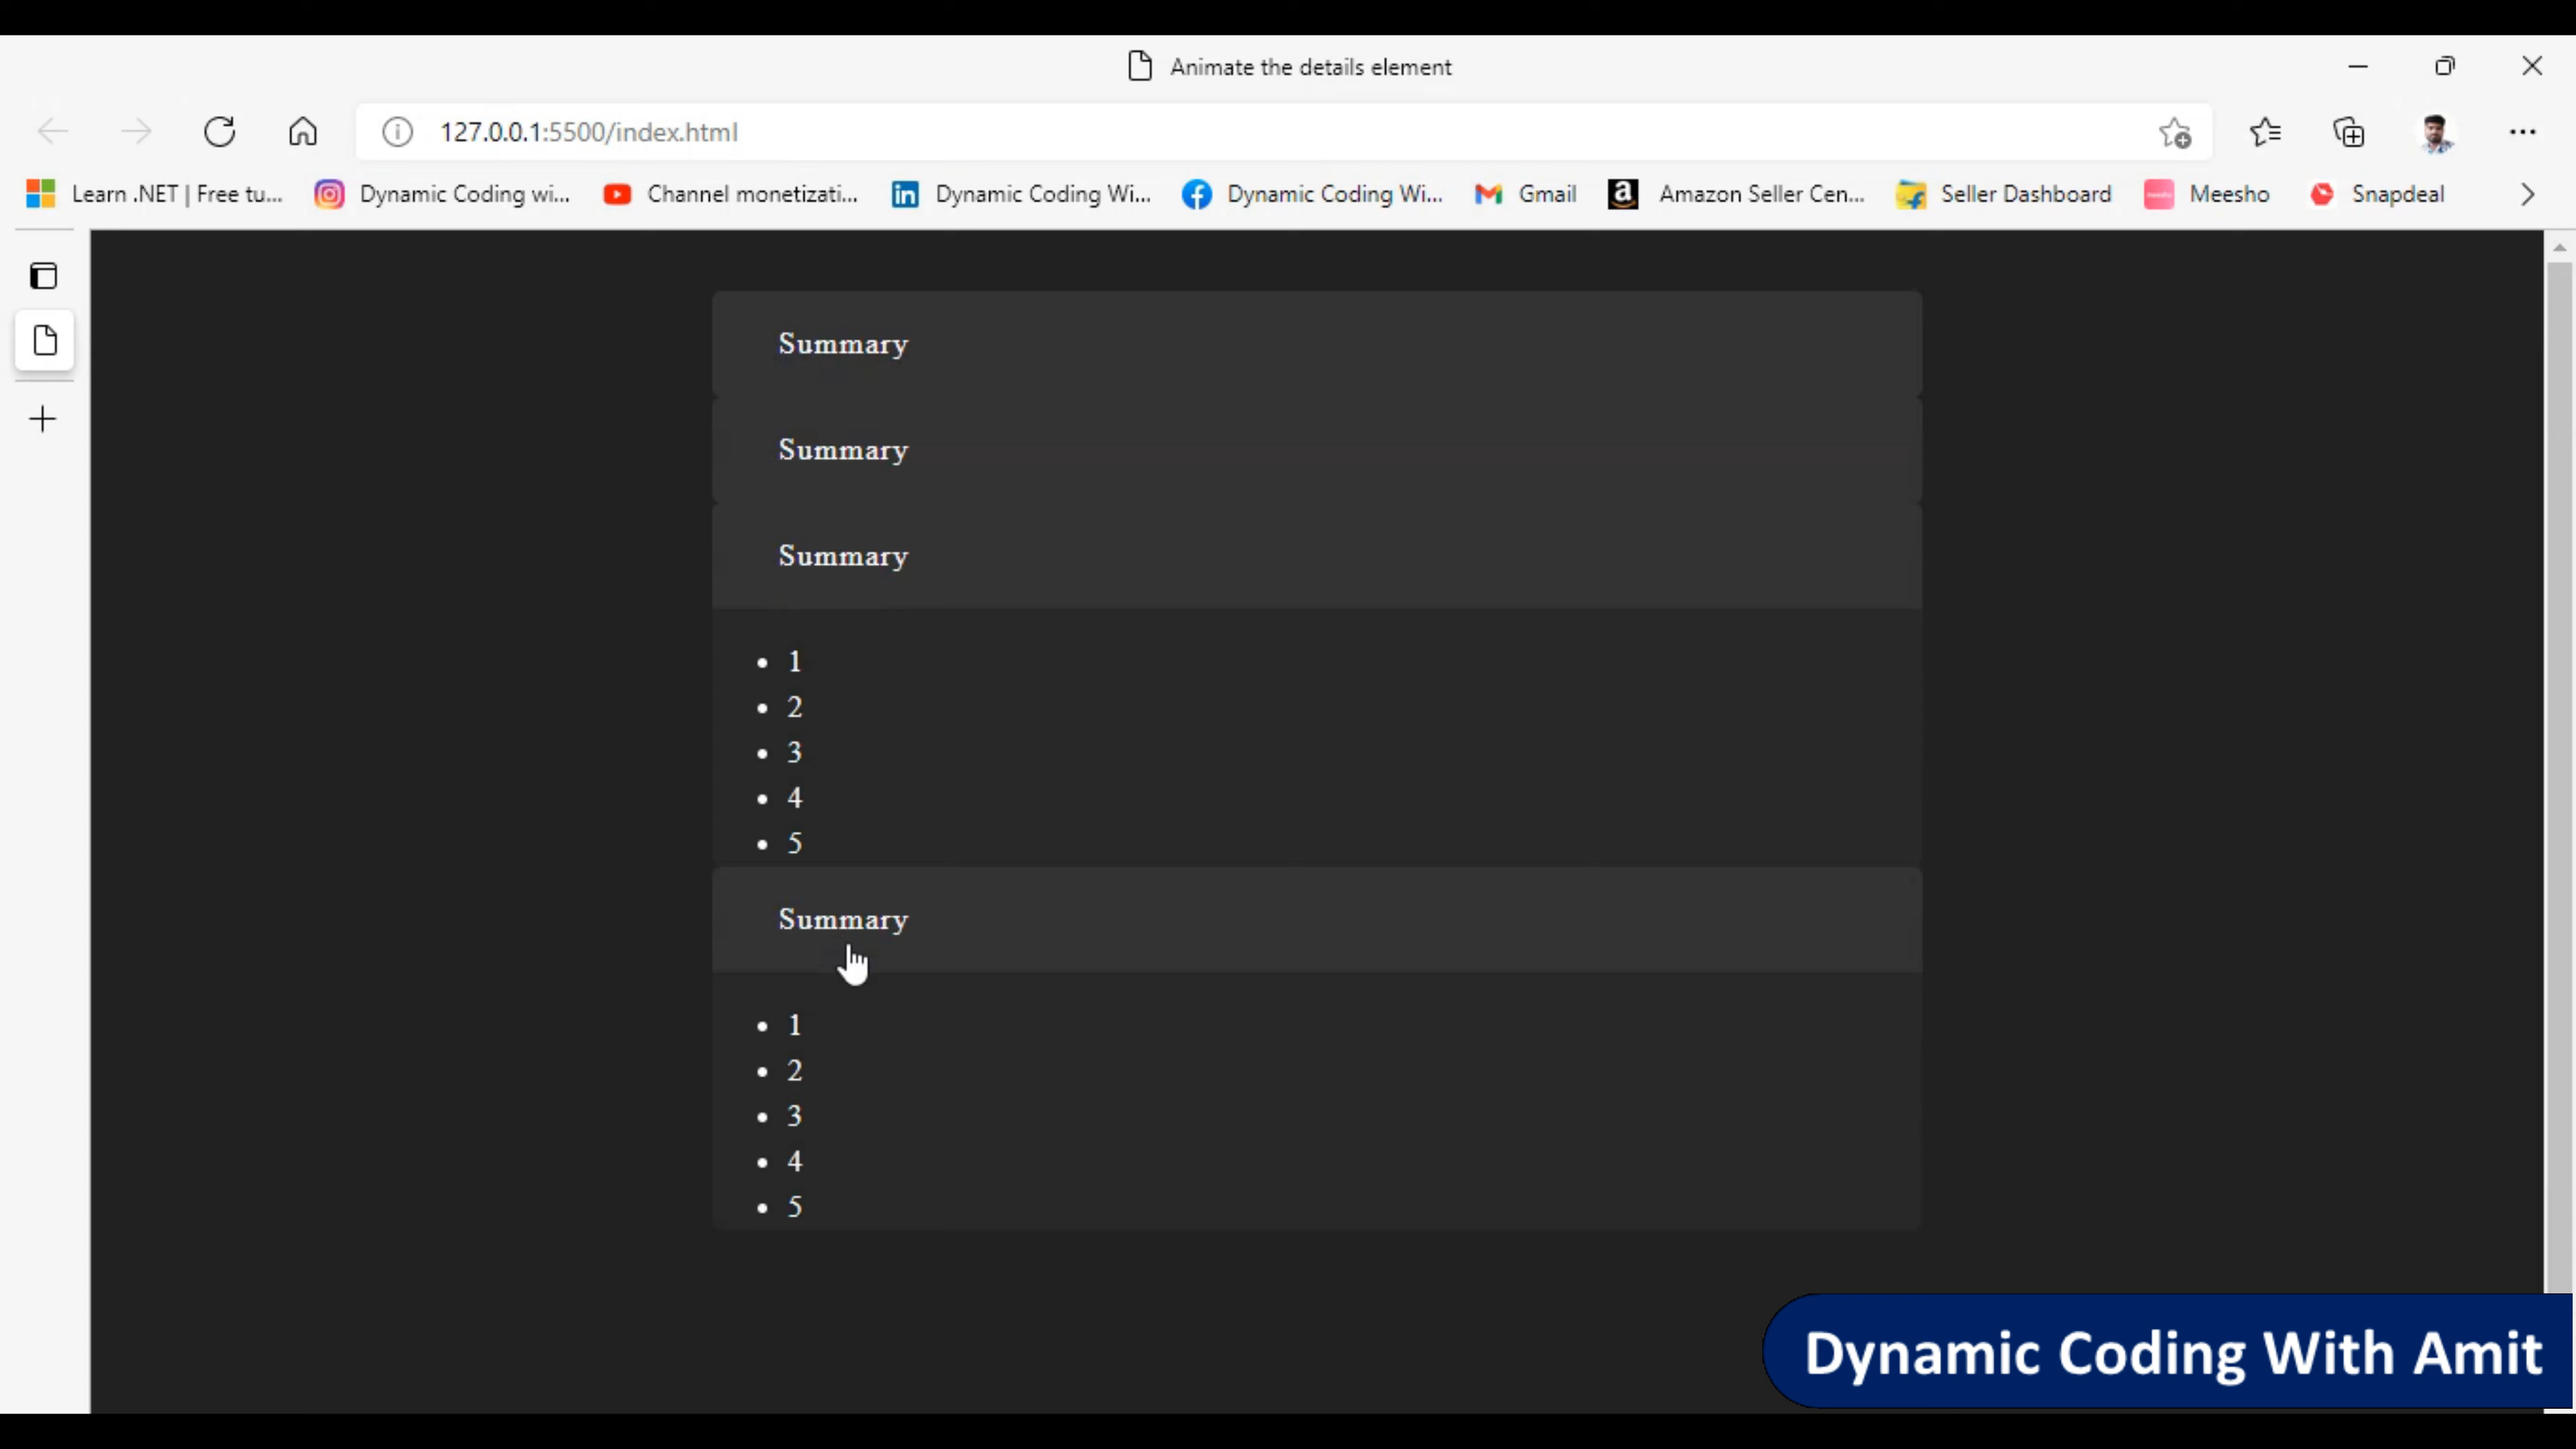 Animate the details element
127.0.0.1:5500/index.html
Learn .NET | Free tu... Dynamic Coding wi... Channel monetizati... Dynamic Coding Wi... Dynamic Coding Wi... Gmail Amazon Seller Cen... Seller Dashboard Meesho Snapdeal
Summary
Summary
Summary
• 1
• 2
• 3
• 4
• 5
Summary
• 1
• 2
• 3
• 4
• 5
Dynamic Coding With Amit